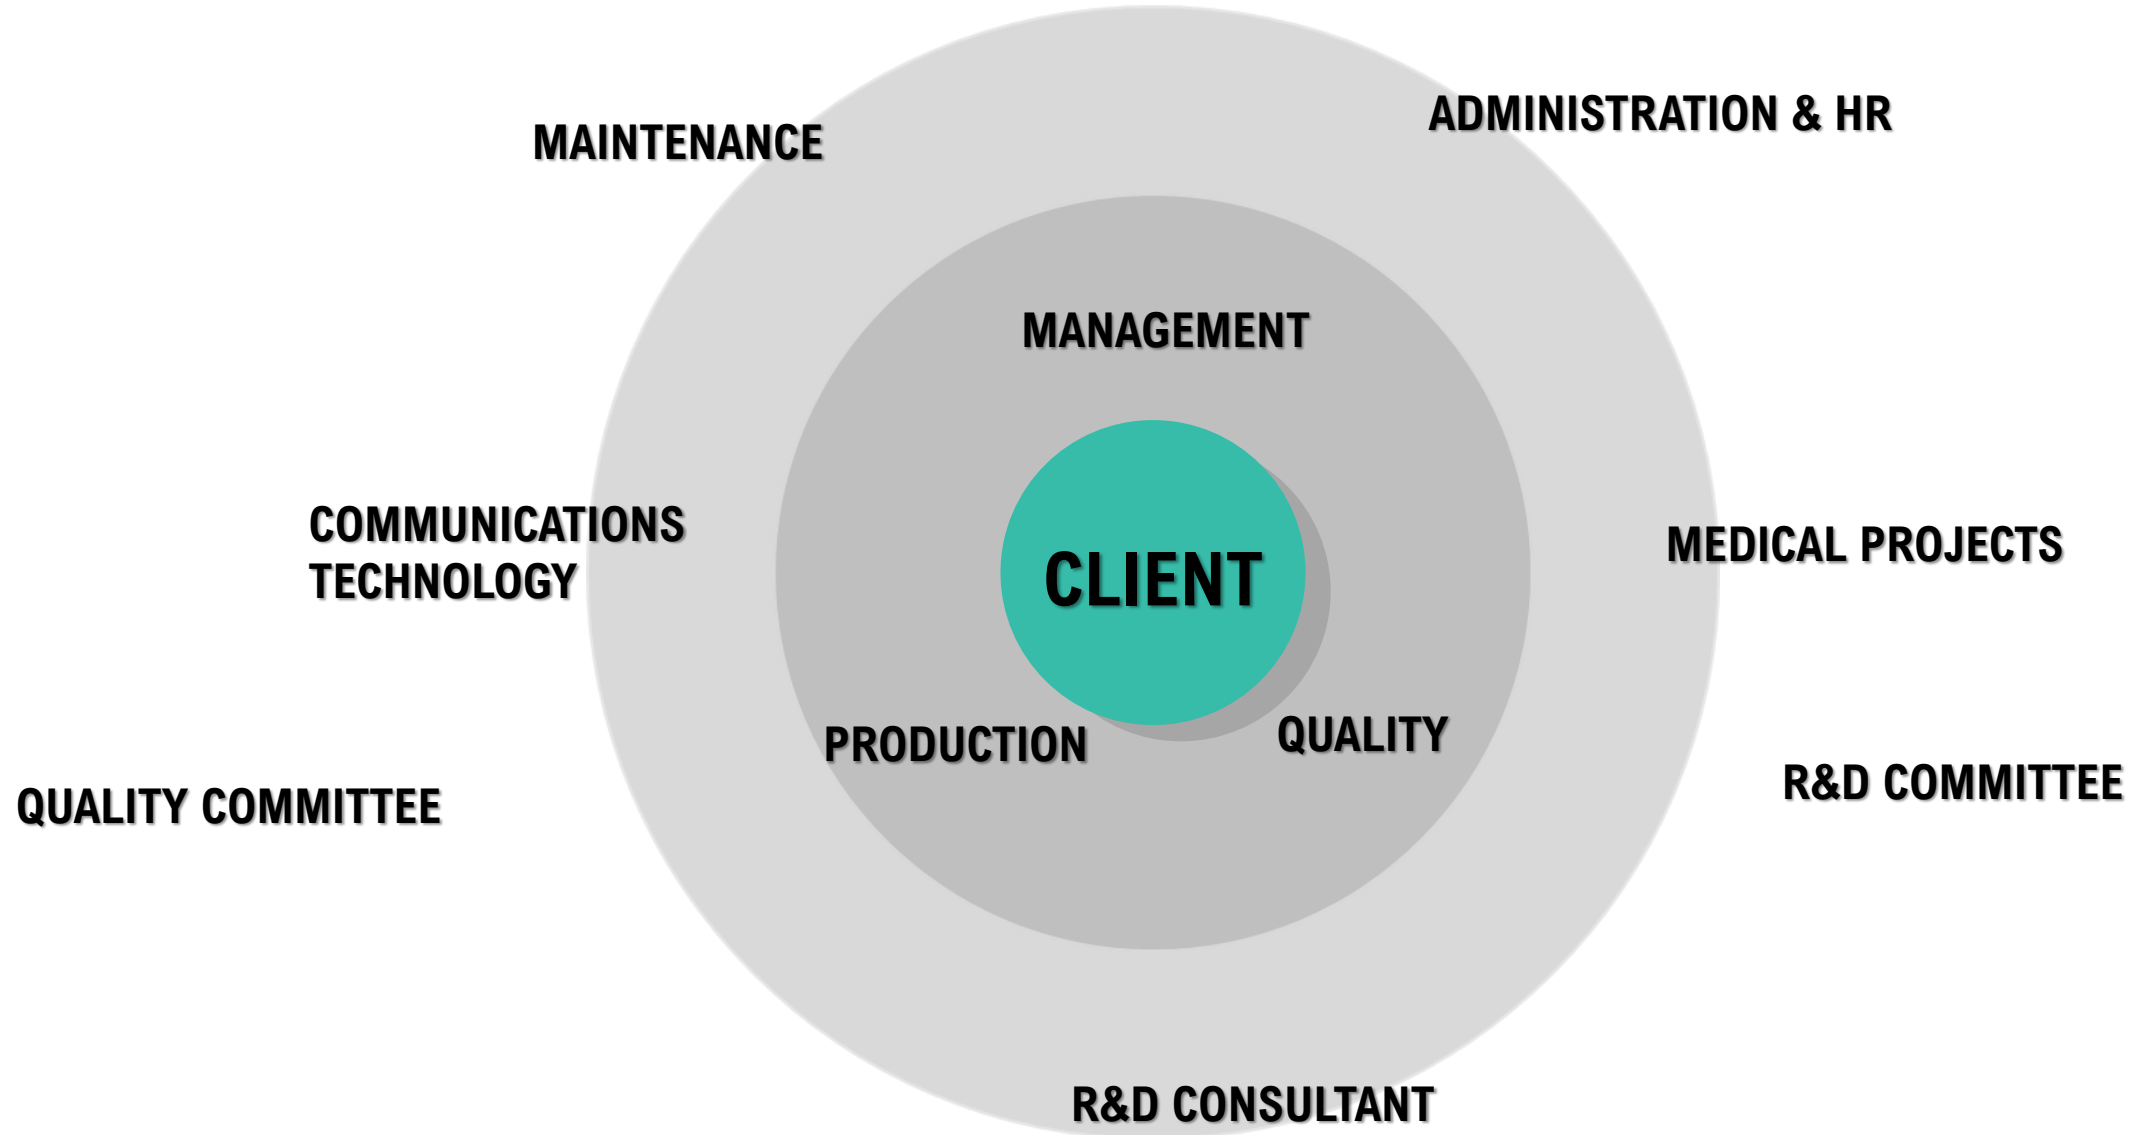 ADMINISTRATION & HR
MAINTENANCE
MANAGEMENT
COMMUNICATIONS
TECHNOLOGY
MEDICAL PROJECTS
CLIENT
PRODUCTION
QUALITY
R&D COMMITTEE
QUALITY COMMITTEE
R&D CONSULTANT